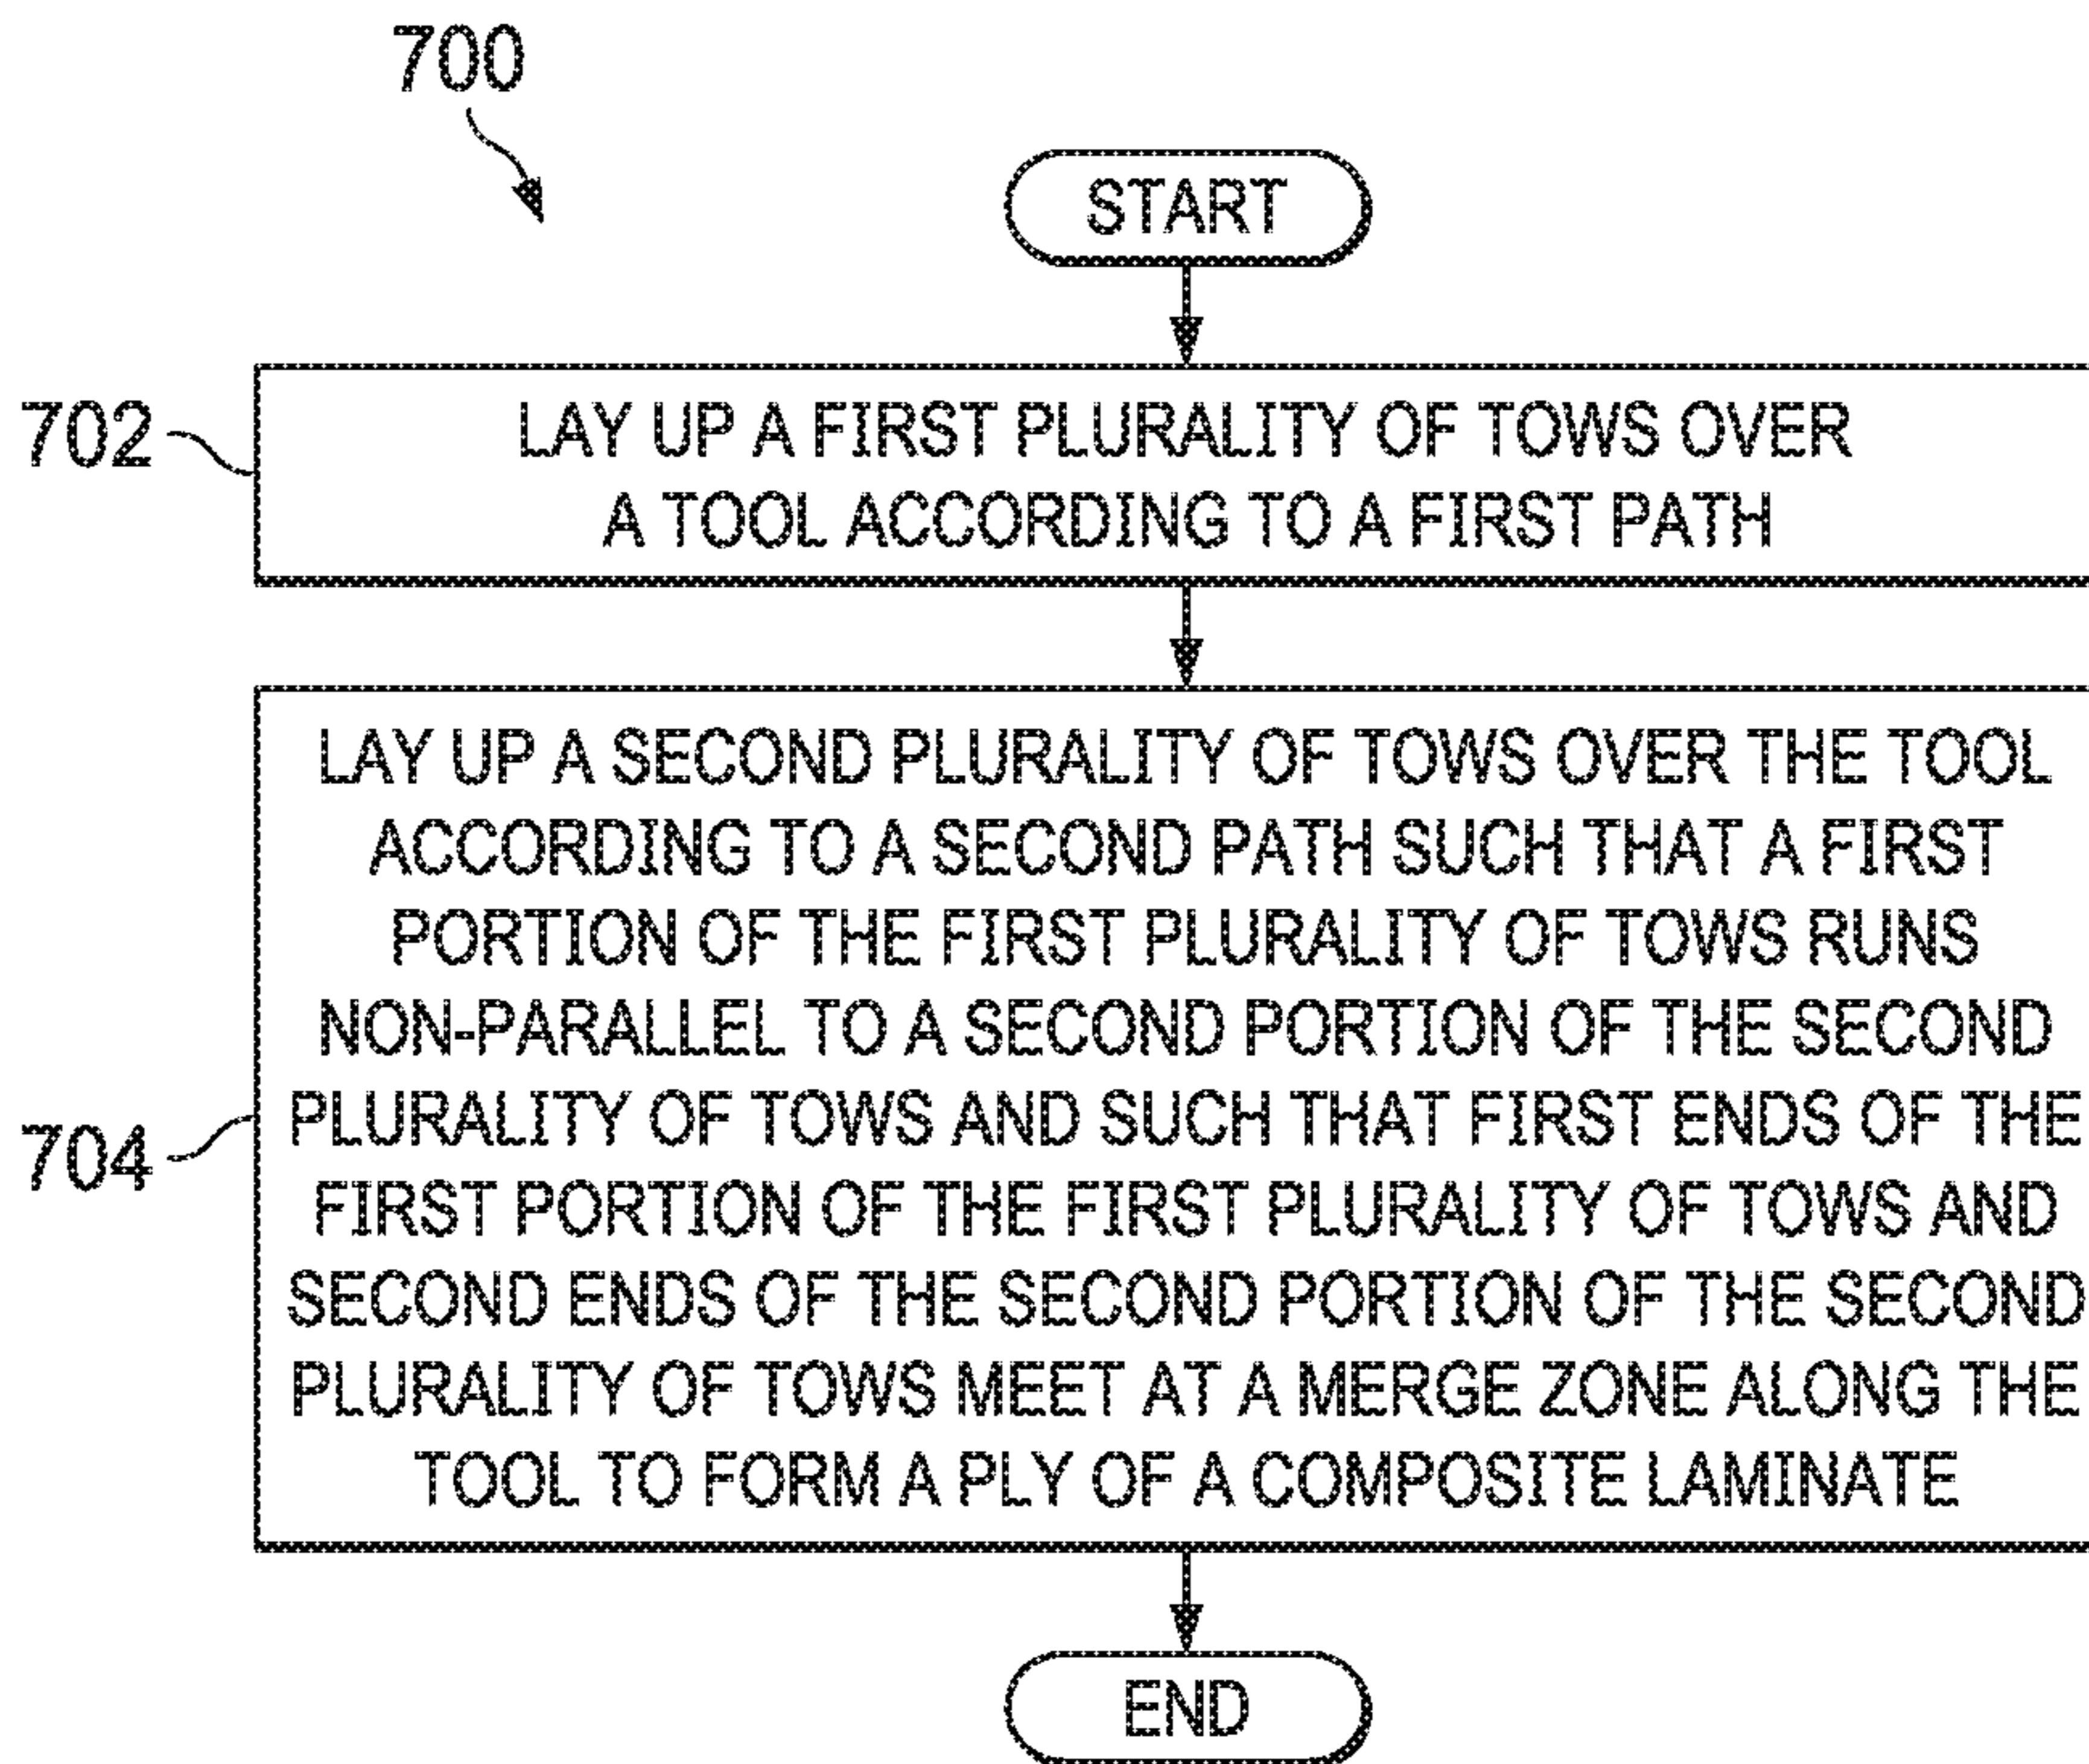 700
START
702
LAY UP A FIRST PLURALITY OF TOWS OVER
A TOOL ACCORDING TO A FIRST PATH
704
LAY UP A SECOND PLURALITY OF TOWS OVER THE TOOL
ACCORDING TO A SECOND PATH SUCH THAT A FIRST
PORTION OF THE FIRST PLURALITY OF TOWS RUNS
NON-PARALLEL TO A SECOND PORTION OF THE SECOND
PLURALITY OF TOWS AND SUCH THAT FIRST ENDS OF THE
FIRST PORTION OF THE FIRST PLURALITY OF TOWS AND
SECOND ENDS OF THE SECOND PORTION OF THE SECOND
PLURALITY OF TOWS MEET AT A MERGE ZONE ALONG THE
TOOL TO FORM A PLY OF A COMPOSITE LAMINATE
END